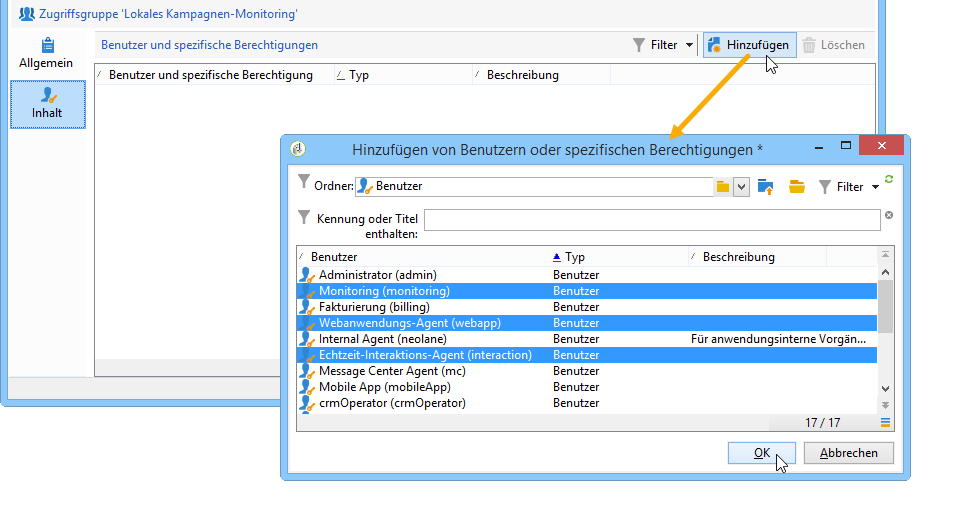 Zugriffsgruppe 'Lokales Kampagnen-Monitoring'
Allgemein
Inhalt
Benutzer und spezifische Berechtigungen
Filter
Hinzufügen
Löschen
Benutzer und spezifische Berechtigung Typ Beschreibung
Hinzufügen von Benutzern oder spezifischen Berechtigungen *
Ordner: Benutzer
Filter
Kennung oder Titel
enthalten:
Benutzer Typ Beschreibung
Administrator (admin) Benutzer
Monitoring (monitoring) Benutzer
Fakturierung (billing) Benutzer
Webanwendungs-Agent (webapp) Benutzer
Internal Agent (neolane) Benutzer Für anwendungsinterne Vorgän...
Echtzeit-Interaktions-Agent (interaction) Benutzer
Message Center Agent (mc) Benutzer
Mobile App (mobileApp) Benutzer
crmOperator (crmOperator) Benutzer
17 / 17
OK
Abbrechen